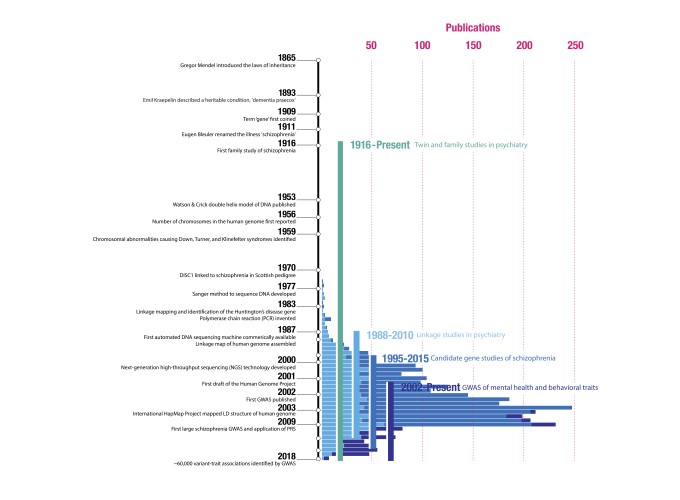 Publications
50 100 150 200 250
1865
Gregor Mendel introduced the laws of inheritance
1893
Emil Kraepelin described a heritable condition, 'dementia praecox'
1909
Term 'gene' first coined
1911
Eugen Bleuler renamed the illness 'schizophrenia'
1916
First family study of schizophrenia
1916-Present Twin and family studies in psychiatry
1953
Watson & Crick double helix model of DNA published
1956
Number of chromosomes in the human genome first reported
1959
Chromosomal abnormalities causing Down, Turner, and Klinefelter syndromes identified
1970
DISC1 linked to schizophrenia in Scottish pedigree
1977
Sanger method to sequence DNA developed
1983
Linkage mapping and identification of the Huntington's disease gene
Polymerase chain reaction (PCR) invented
1987
First automated DNA sequencing machine commerically available
Linkage map of human genome assembled
1988-2010 Linkage studies in psychiatry
1995-2015 Candidate gene studies of schizophrenia
2000
Next-generation high-throughput sequencing (NGS) technology developed
2001
First draft of the Human Genome Project
2002-Present GWAS of mental health and behavioral traits
2002
First GWAS published
2003
International HapMap Project mapped LD structure of human genome
2009
First large schizophrenia GWAS and application of PRS
2018
~60,000 variant-trait associations identified by GWAS